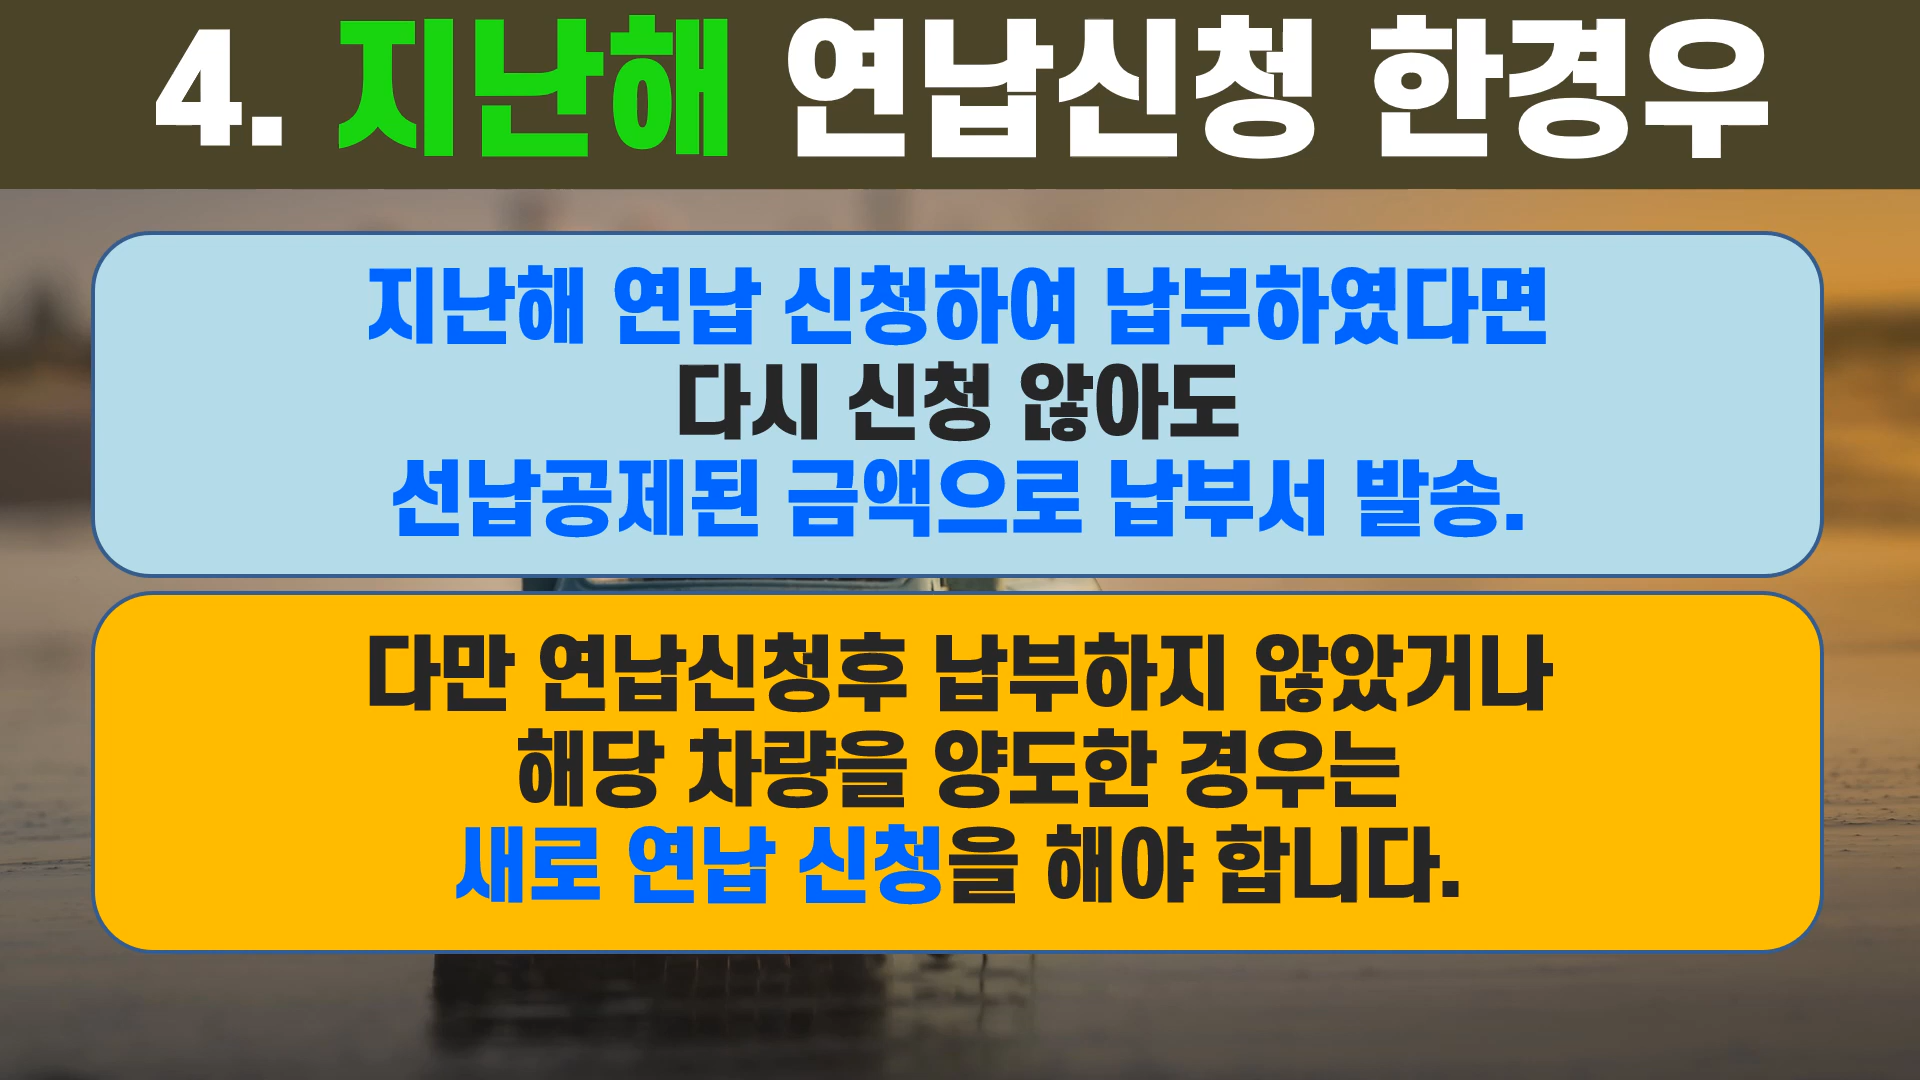 4. 지난해 연납신청 한경우
지난해 연납 신청하여 납부하였다면
다시 신청 않아도
선납공제된 금액으로 납부서 발송.
다만 연납신청후 납부하지 않았거나
해당 차량을 양도한 경우는
새로 연납 신청을 해야 합니다.